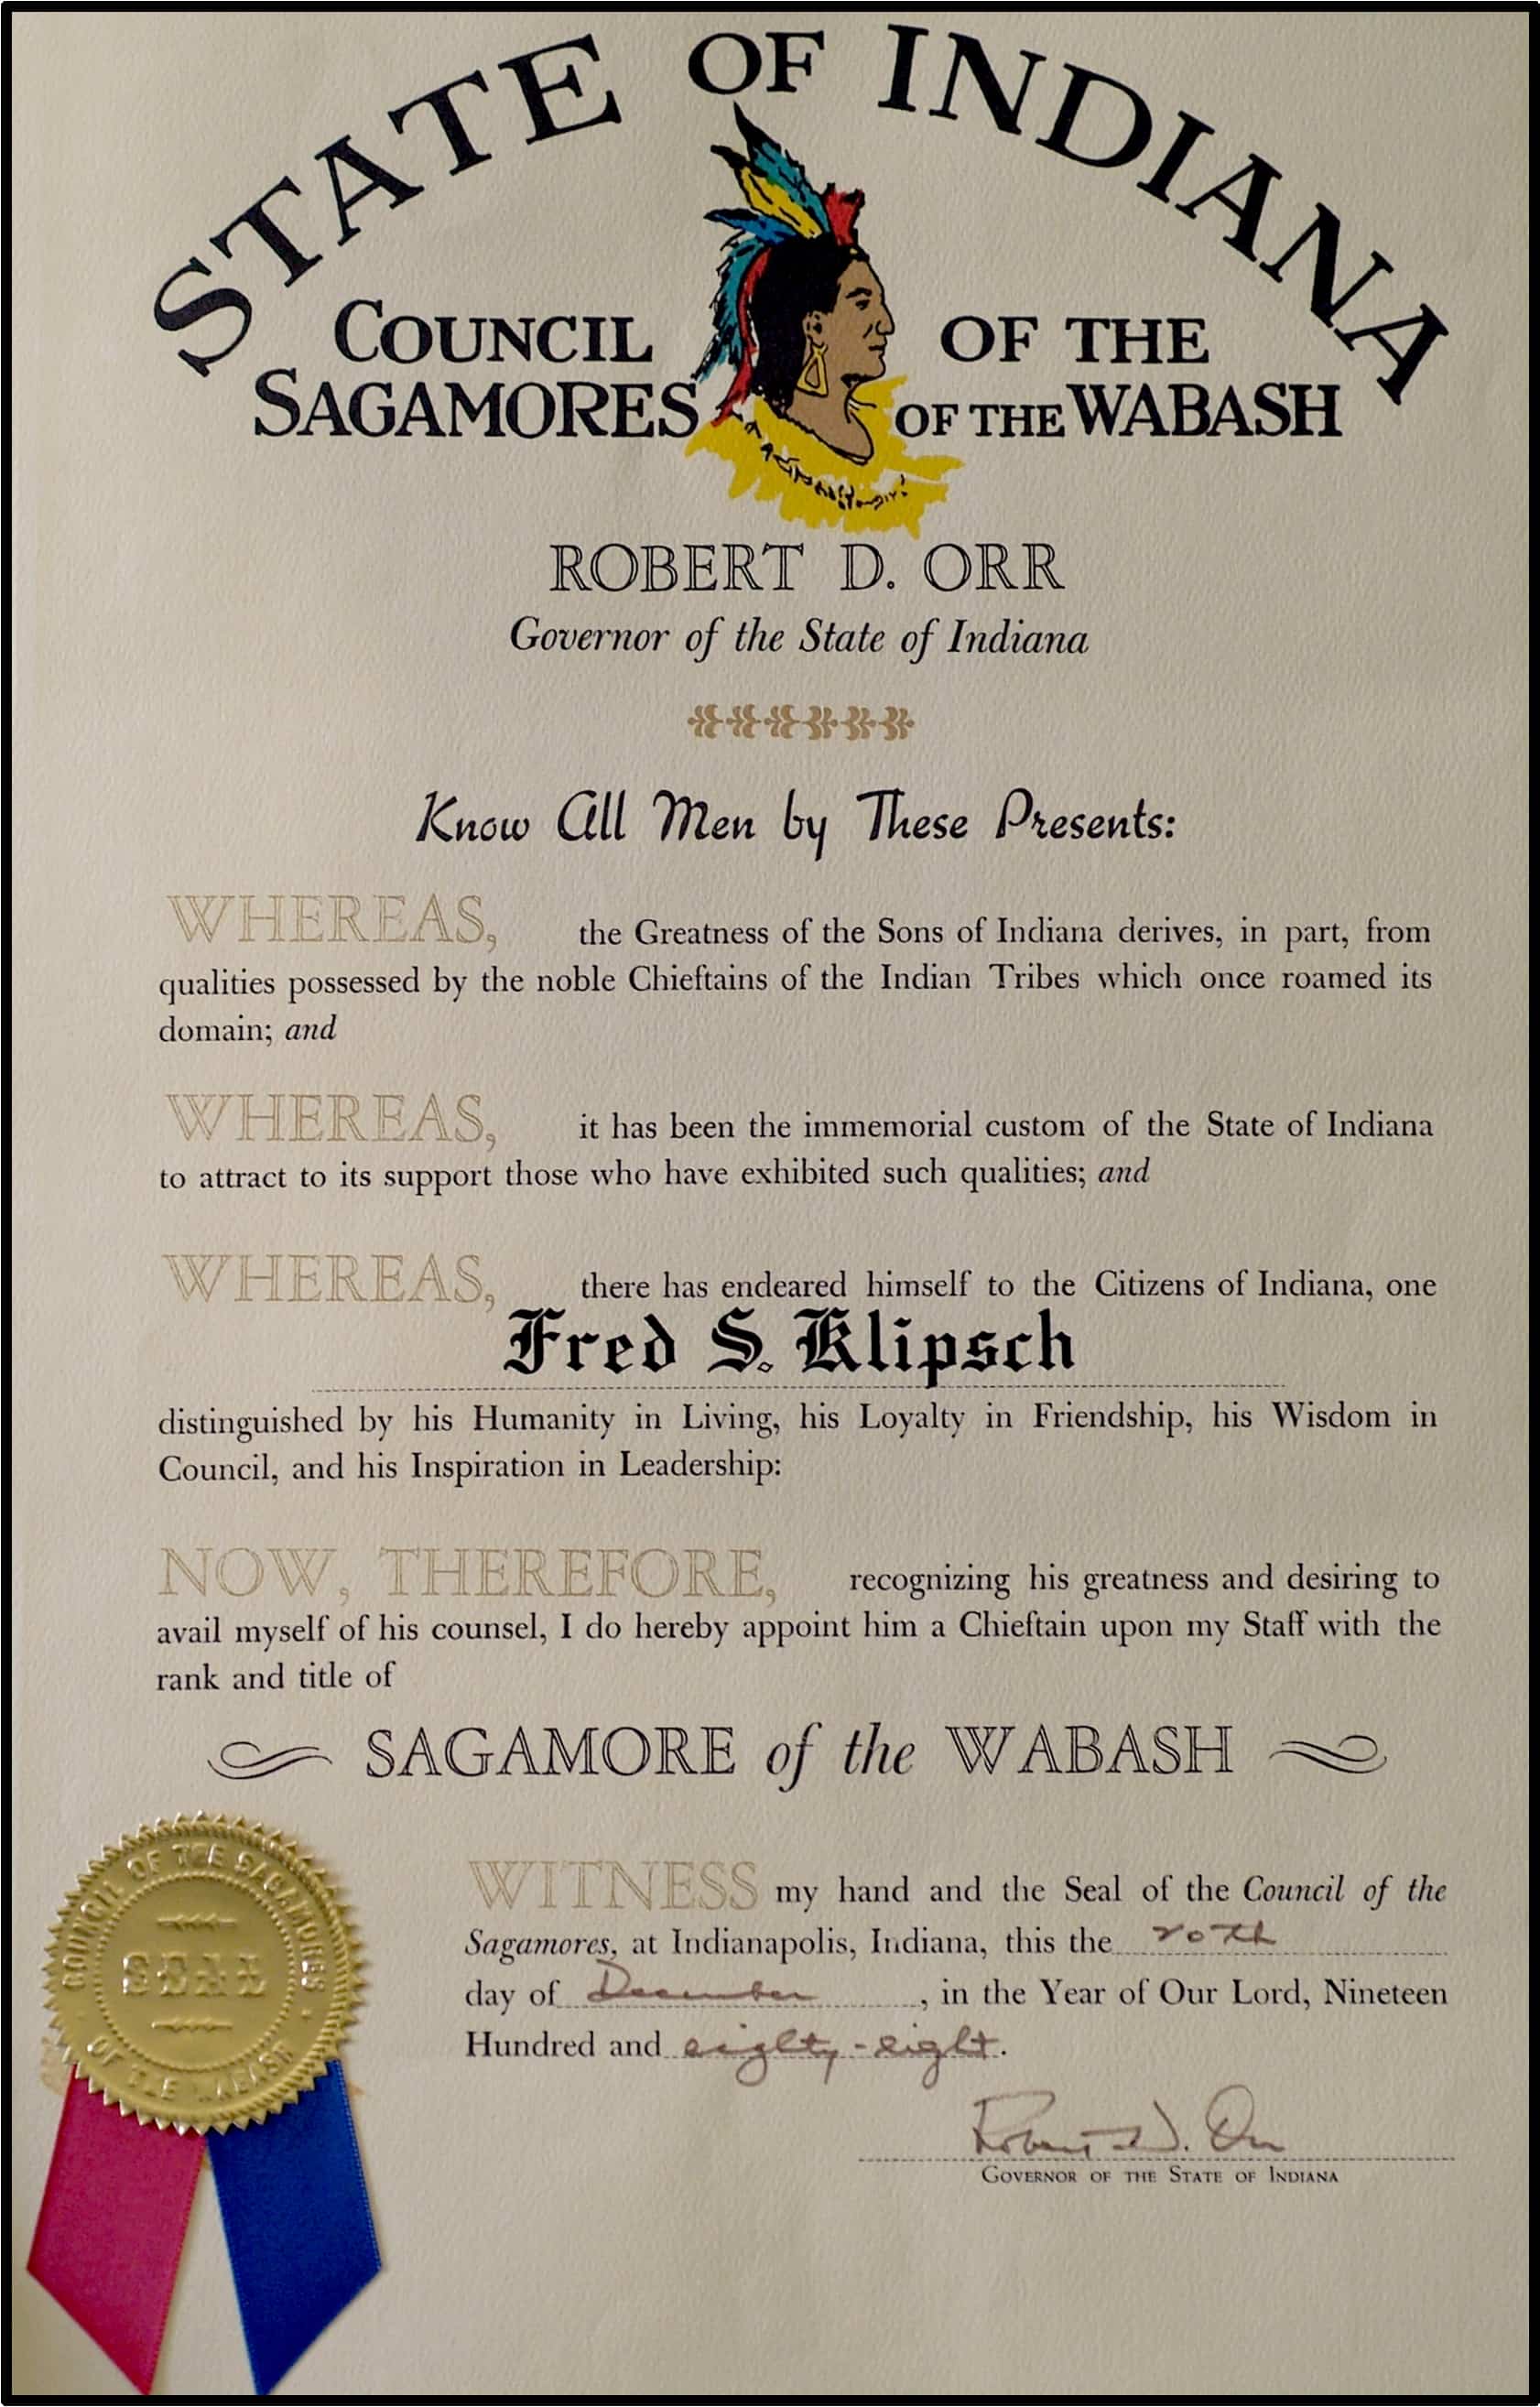 STATE OF INDIANA
COUNCIL OF THE
SAGAMORES OF THE WABASH
ROBERT D. ORR
Governor of the State of Indiana
Know All Men by These Presents:
WHEREAS, the Greatness of the Sons of Indiana derives, in part, from
qualities possessed by the noble Chieftains of the Indian Tribes which once roamed its
domain; and
WHEREAS, it has been the immemorial custom of the State of Indiana
to attract to its support those who have exhibited such qualities; and
WHEREAS, there has endeared himself to the Citizens of Indiana, one
Fred S. Klipsch
distinguished by his Humanity in Living, his Loyalty in Friendship, his Wisdom in
Council, and his Inspiration in Leadership:
NOW, THEREFORE, recognizing his greatness and desiring to
avail myself of his counsel, I do hereby appoint him a Chieftain upon my Staff with the
rank and title of
SAGAMORE of the WABASH
WITNESS my hand and the Seal of the Council of the
Sagamores, at Indianapolis, Indiana, this the 20th
day of December, in the Year of Our Lord, Nineteen
Hundred and eighty-eight.
Robert D. Orr
GOVERNOR OF THE STATE OF INDIANA
COUNCIL OF THE SAGAMORES
SEAL
OF THE WABASH